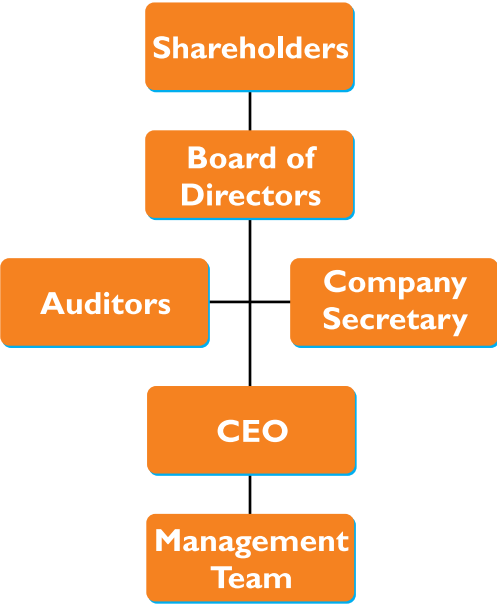 Shareholders
Board of
Directors
Auditors
Company
Secretary
CEO
Management
Team